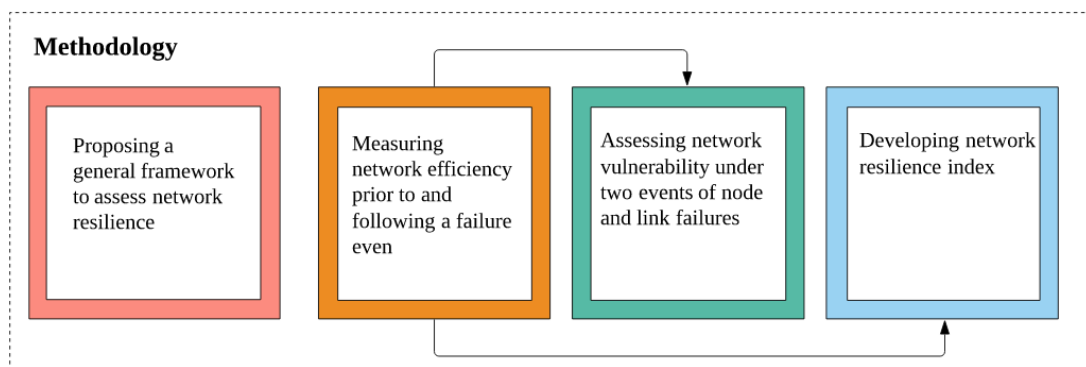 Methodology
Proposing a
general framework
to assess network
resilience
Measuring
network efficiency
prior to and
following a failure
even
Assessing network
vulnerability under
two events of node
and link failures
Developing network
resilience index